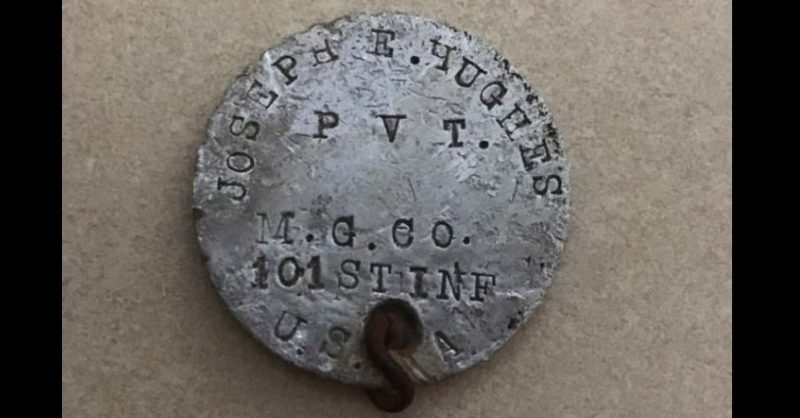 JOSEPH E. HUGHES
PVT.
M.G.CO.
101ST INF
U.S.A